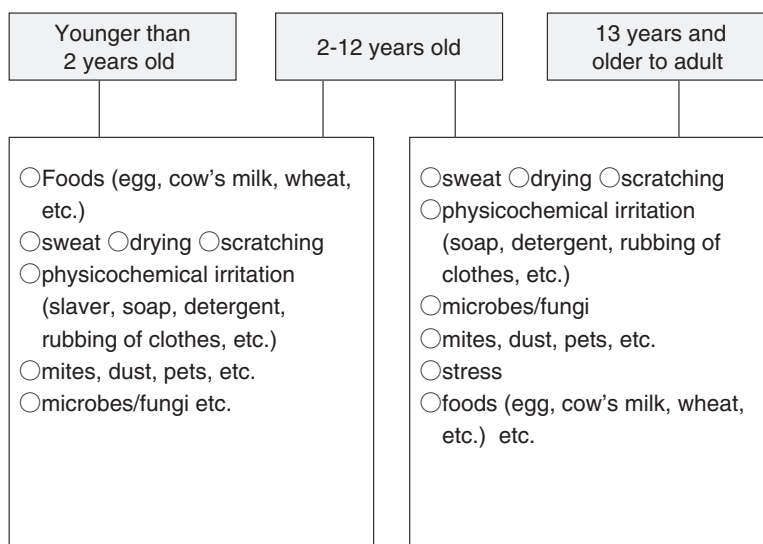 Younger than
2 years old
2-12 years old
13 years and
older to adult
○Foods (egg, cow's milk, wheat,
etc.)
○sweat ○drying ○scratching
○physicochemical irritation
(slaver, soap, detergent,
rubbing of clothes, etc.)
○mites, dust, pets, etc.
○microbes/fungi etc.
○sweat ○drying ○scratching
○physicochemical irritation
(soap, detergent, rubbing of
clothes, etc.)
○microbes/fungi
○mites, dust, pets, etc.
○stress
○foods (egg, cow's milk, wheat,
etc.) etc.